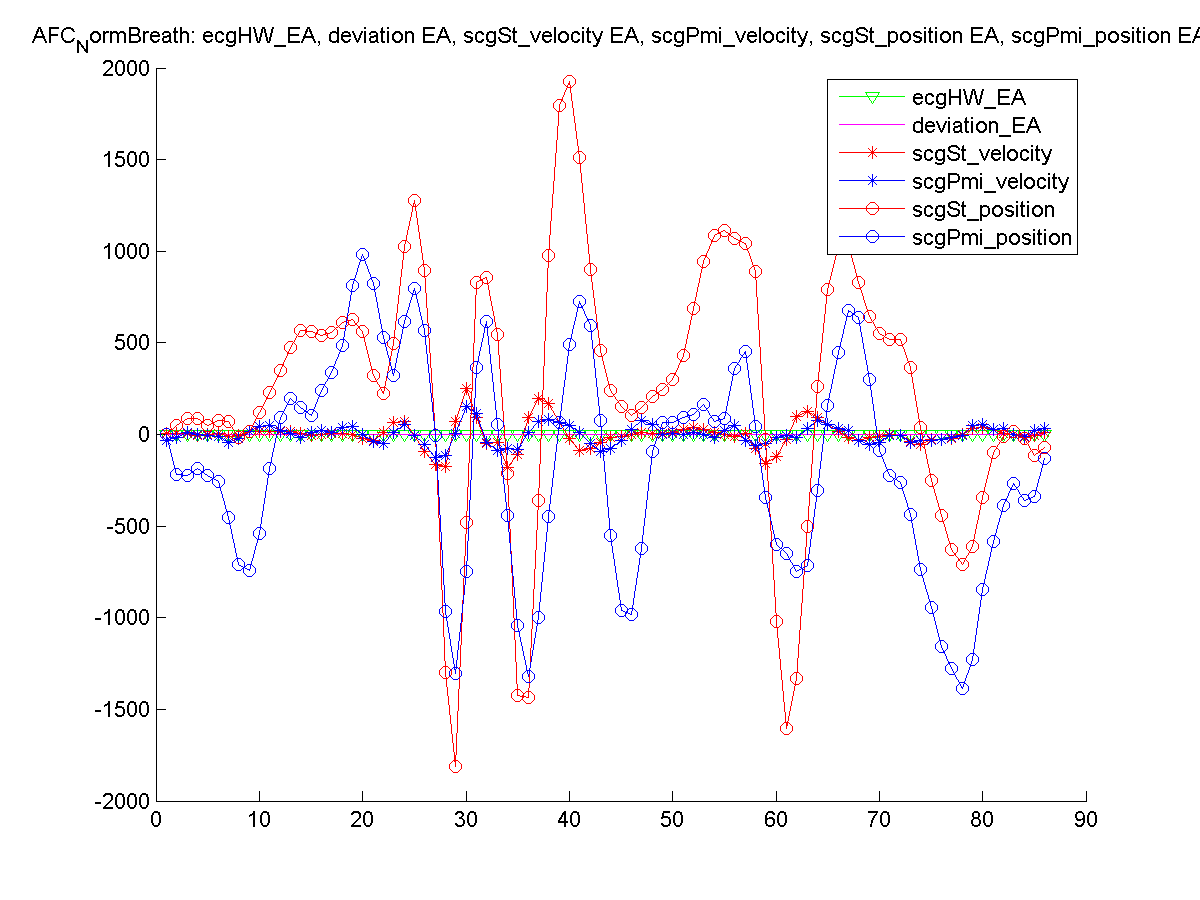 AFC_NormBreath: ecgHW_EA, deviation EA, scgSt_velocity EA, scgPmi_velocity, scgSt_position EA, scgPmi_position EA
2000
1500
1000
500
0
-500
-1000
-1500
-2000
0 10 20 30 40 50 60 70 80 90
ecgHW_EA
deviation_EA
scgSt_velocity
scgPmi_velocity
scgSt_position
scgPmi_position